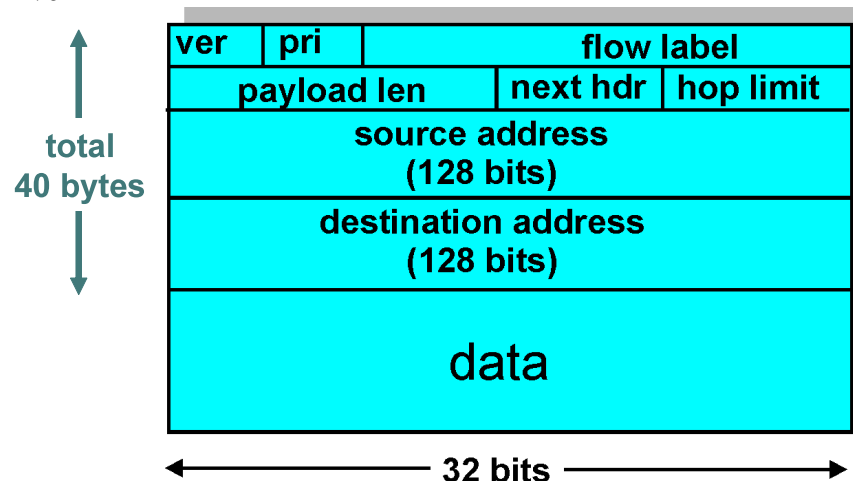 ver pri flow label
payload len next hdr hop limit
source address
(128 bits)
destination address
(128 bits)
data
total
40 bytes
32 bits